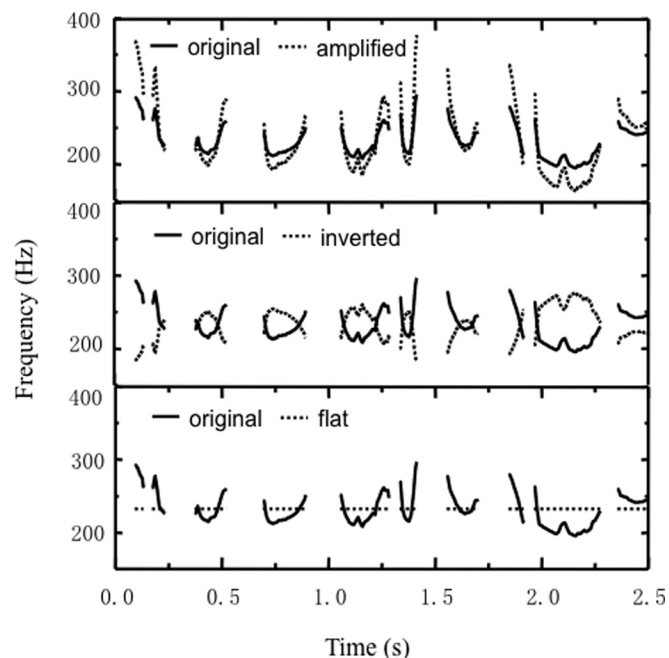 400
original amplified
300
200
400
original inverted
300
200
400
original flat
300
200
0.0 0.5 1.0 1.5 2.0 2.5
Frequency (Hz)
Time (s)